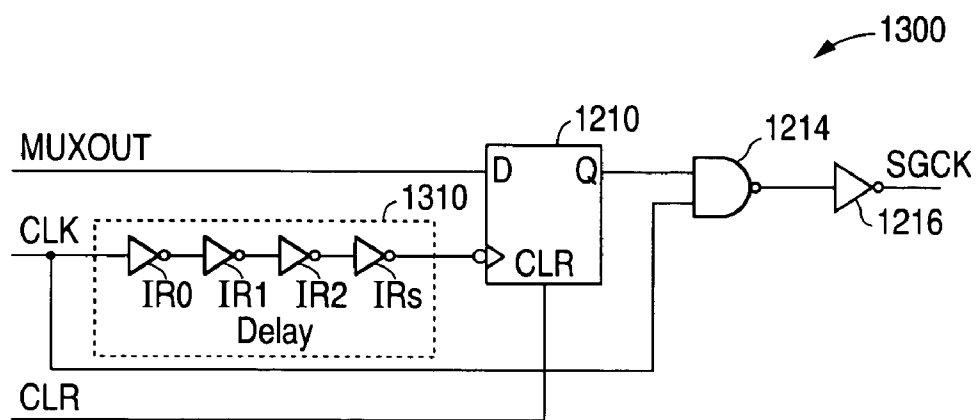 1300
1210
1214
MUXOUT
D
Q
SGCK
1310
1216
CLK
CLR
IR0 IR1 IR2 IRs
Delay
CLR